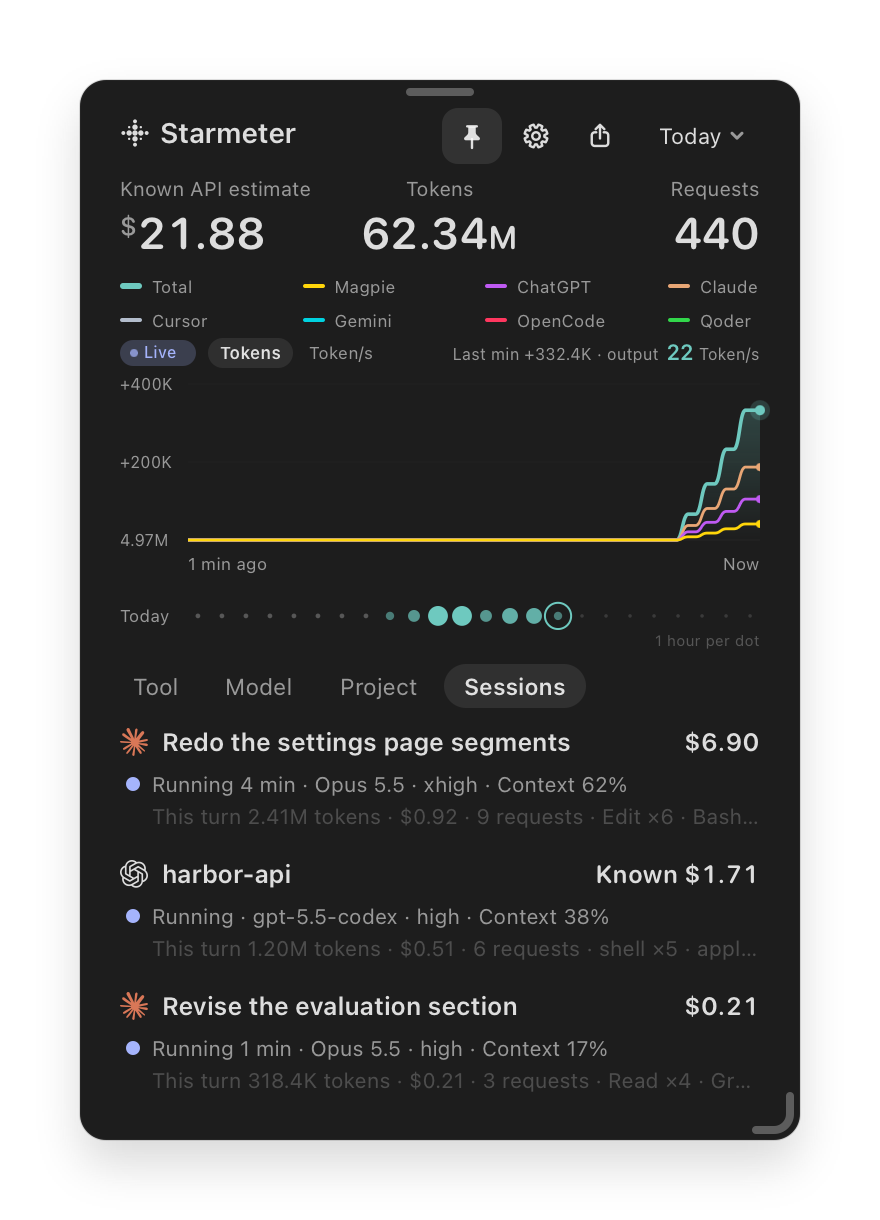 Starmeter
Today
Known API estimate Tokens Requests
$21.88 62.34M 440
Total Magpie ChatGPT Claude
Cursor Gemini OpenCode Qoder
Live Tokens Token/s Last min +332.4K · output 22 Token/s
+400K
+200K
4.97M
1 min ago Now
Today
1 hour per dot
Tool Model Project Sessions
Redo the settings page segments $6.90
Running 4 min · Opus 5.5 · xhigh · Context 62%
This turn 2.41M tokens · $0.92 · 9 requests · Edit ×6 · Bash...
harbor-api Known $1.71
Running · gpt-5.5-codex · high · Context 38%
This turn 1.20M tokens · $0.51 · 6 requests · shell ×5 · appl...
Revise the evaluation section $0.21
Running 1 min · Opus 5.5 · high · Context 17%
This turn 318.4K tokens · $0.21 · 3 requests · Read ×4 · Gr...